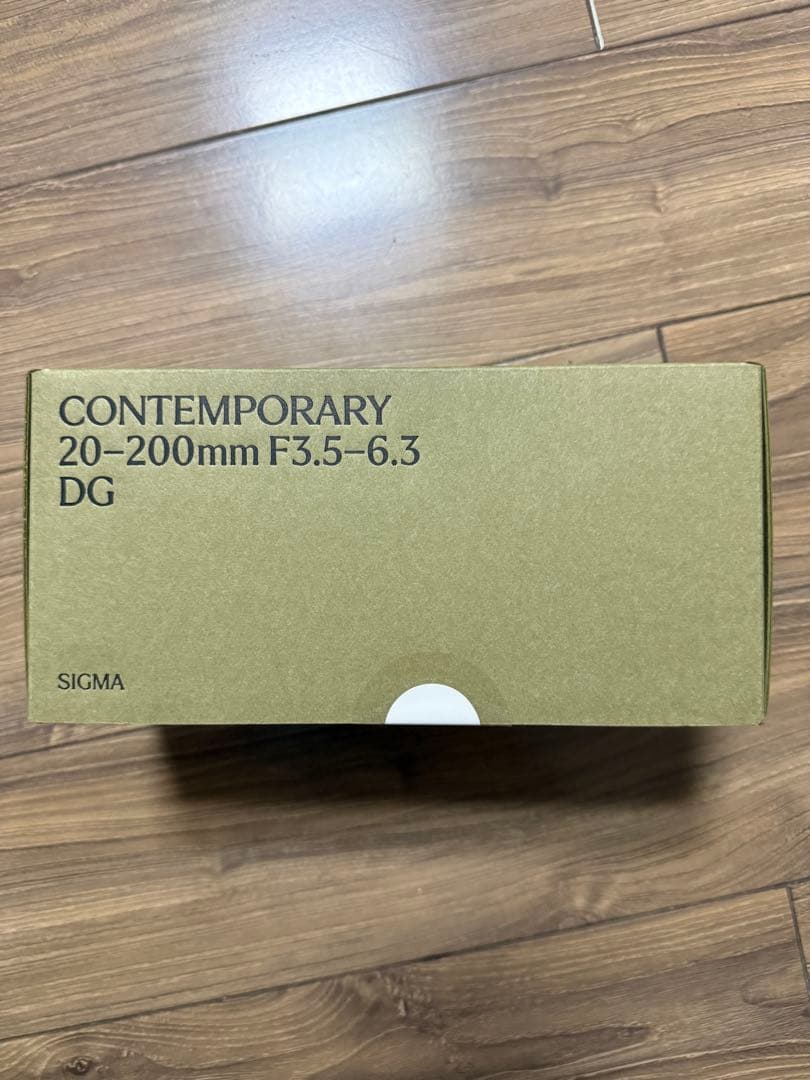 CONTEMPORARY
20–200mm F3.5–6.3
DG
SIGMA